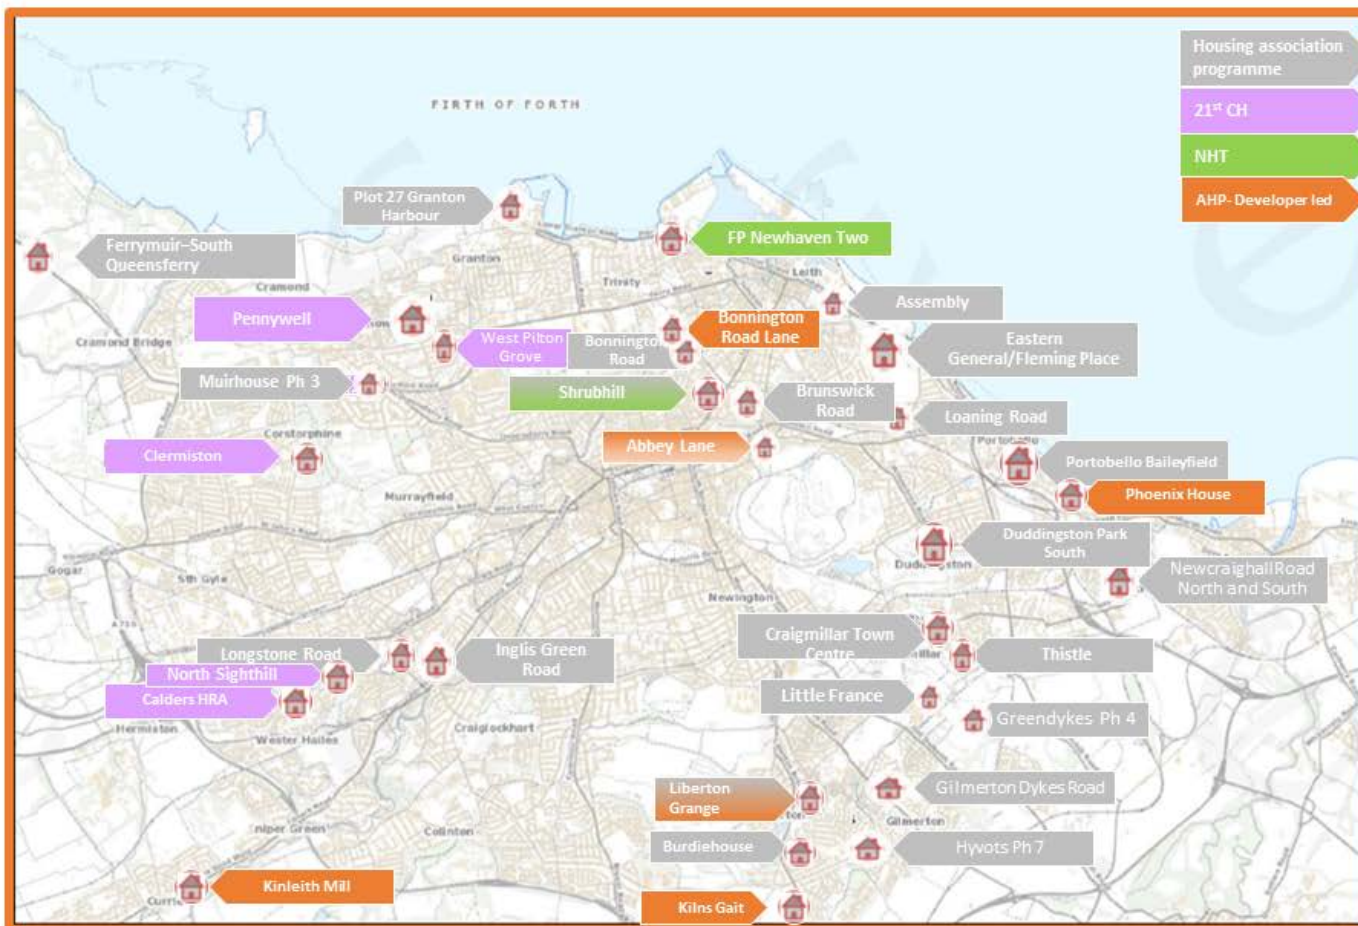 Housing association
programme
21st CH
NHT
AHP- Developer led
FIRTH OF FORTH
Plot 27 Granton
Harbour
FP Newhaven Two
Ferrymuir–South
Queensferry
Granton
Trinity
Leith
Cramond
Assembly
Pennywell
Bonnington
Road Lane
Cramond Bridge
West Pilton
Grove
Bonnington
Road
Eastern
General/Fleming Place
Muirhouse Ph 3
Shrubhill
Brunswick
Road
Loaning Road
Corstorphine
Portobello
Clermiston
Abbey Lane
Portobello Baileyfield
Murrayfield
Phoenix House
Duddingston Park
South
Gogar
Sth Gyle
Newcraighall Road
North and South
Newington
Craigmillar Town
Centre
Thistle
Longstone Road
Inglis Green
Road
North Sighthill
Calders HRA
Little France
Greendykes Ph 4
Hermiston
Wester Hailes
Craiglockhart
Liberton
Grange
Gilmerton Dykes Road
Colinton
Gilmerton
Burdiehouse
Hyvots Ph 7
Kinleith Mill
Currie
Kilns Gait